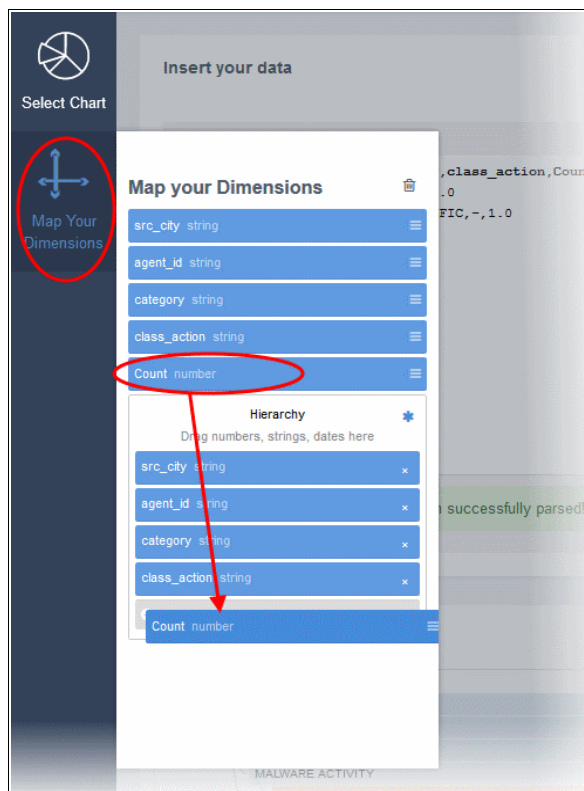 Select Chart
Map Your
Dimensions
Insert your data
,class_action,Coun
.0
FIC,-,1.0
Map your Dimensions
src_city string
agent_id string
category string
class_action string
Count number
Hierarchy
Drag numbers, strings, dates here
src_city string
×
agent_id string
×
category string
×
class_action string
×
Count number
successfully parsed!
MALWARE ACTIVITY